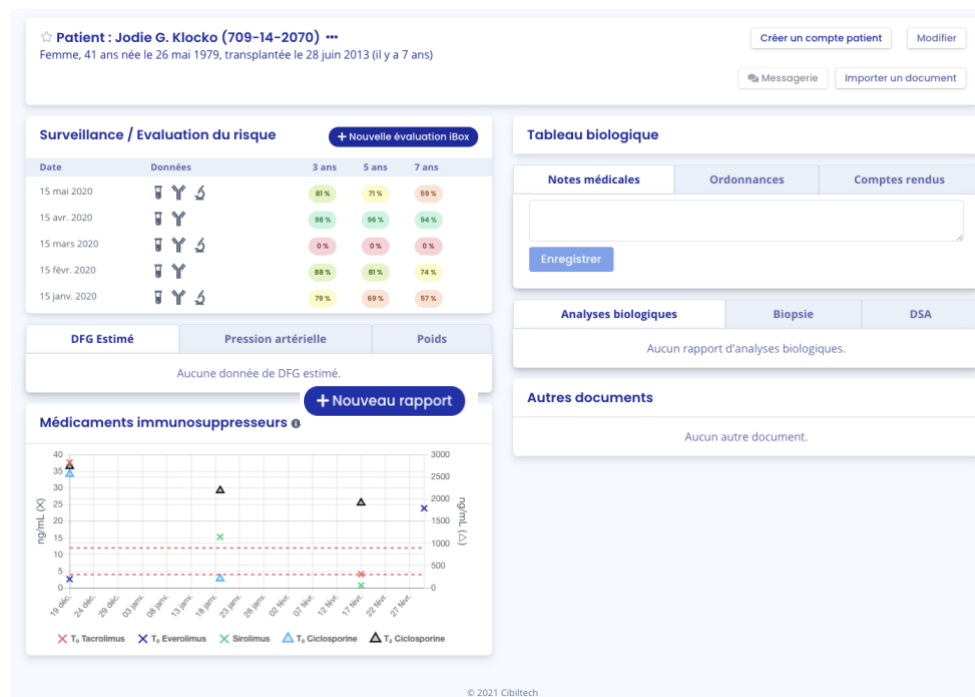 Patient : Jodie G. Klocko (709-14-2070) •••
Femme, 41 ans née le 26 mai 1979, transplantée le 28 juin 2013 (il y a 7 ans)
Créer un compte patient
Modifier
Messagerie
Importer un document
Surveillance / Evaluation du risque
+ Nouvelle évaluation iBox
Date Données 3 ans 5 ans 7 ans
15 mai 2020 81 % 71 % 59 %
15 avr. 2020 98 % 96 % 94 %
15 mars 2020 0 % 0 % 0 %
15 févr. 2020 88 % 81 % 74 %
15 janv. 2020 79 % 69 % 57 %
DFG Estimé
Pression artérielle
Poids
Aucune donnée de DFG estimé.
+ Nouveau rapport
Médicaments immunosuppresseurs
40
35
30
25
20
15
10
5
0
ng/mL (X)
3000
2500
2000
1500
1000
500
0
ng/mL (△)
19 déc.
24 déc.
29 déc.
03 janv.
08 janv.
13 janv.
18 janv.
23 janv.
28 janv.
02 févr.
07 févr.
12 févr.
17 févr.
22 févr.
27 févr.
T₀ Tacrolimus
T₀ Everolimus
Sirolimus
T₀ Ciclosporine
T₂ Ciclosporine
Tableau biologique
Notes médicales
Ordonnances
Comptes rendus
Enregistrer
Analyses biologiques
Biopsie
DSA
Aucun rapport d'analyses biologiques.
Autres documents
Aucun autre document.
© 2021 Cibiltech